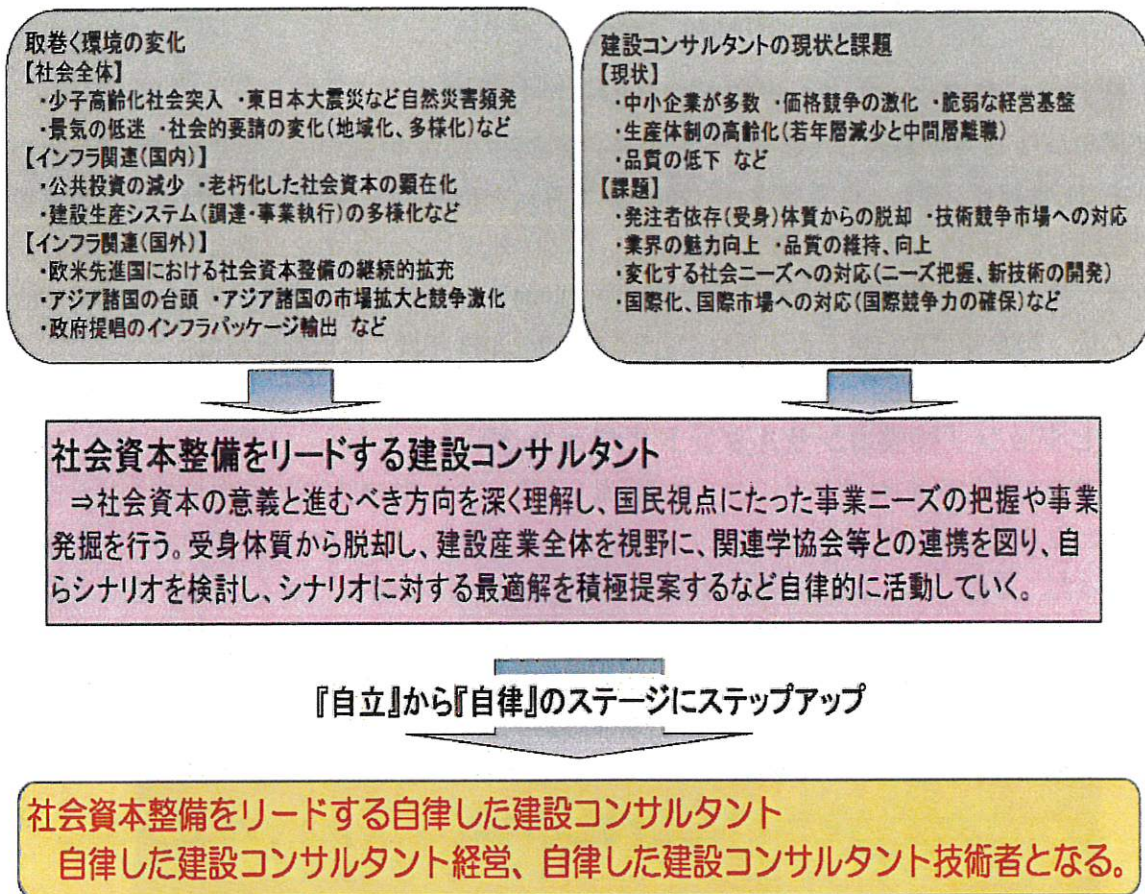 取巻く環境の変化
【社会全体】
・少子高齢化社会突入 ・東日本大震災など自然災害頻発
・景気の低迷 ・社会的要請の変化(地域化、多様化)など
【インフラ関連(国内)】
・公共投資の減少 ・老朽化した社会資本の顕在化
・建設生産システム(調達・事業執行)の多様化など
【インフラ関連(国外)】
・欧米先進国における社会資本整備の継続的拡充
・アジア諸国の台頭 ・アジア諸国の市場拡大と競争激化
・政府提唱のインフラパッケージ輸出 など
建設コンサルタントの現状と課題
【現状】
・中小企業が多数 ・価格競争の激化 ・脆弱な経営基盤
・生産体制の高齢化(若年層減少と中間層離職)
・品質の低下 など
【課題】
・発注者依存(受身)体質からの脱却 ・技術競争市場への対応
・業界の魅力向上 ・品質の維持、向上
・変化する社会ニーズへの対応(ニーズ把握、新技術の開発)
・国際化、国際市場への対応(国際競争力の確保)など
社会資本整備をリードする建設コンサルタント
⇒社会資本の意義と進むべき方向を深く理解し、国民視点にたった事業ニーズの把握や事業
発掘を行う。受身体質から脱却し、建設産業全体を視野に、関連学協会等との連携を図り、自
らシナリオを検討し、シナリオに対する最適解を積極提案するなど自律的に活動していく。
『自立』から『自律』のステージにステップアップ
社会資本整備をリードする自律した建設コンサルタント
自律した建設コンサルタント経営、自律した建設コンサルタント技術者となる。